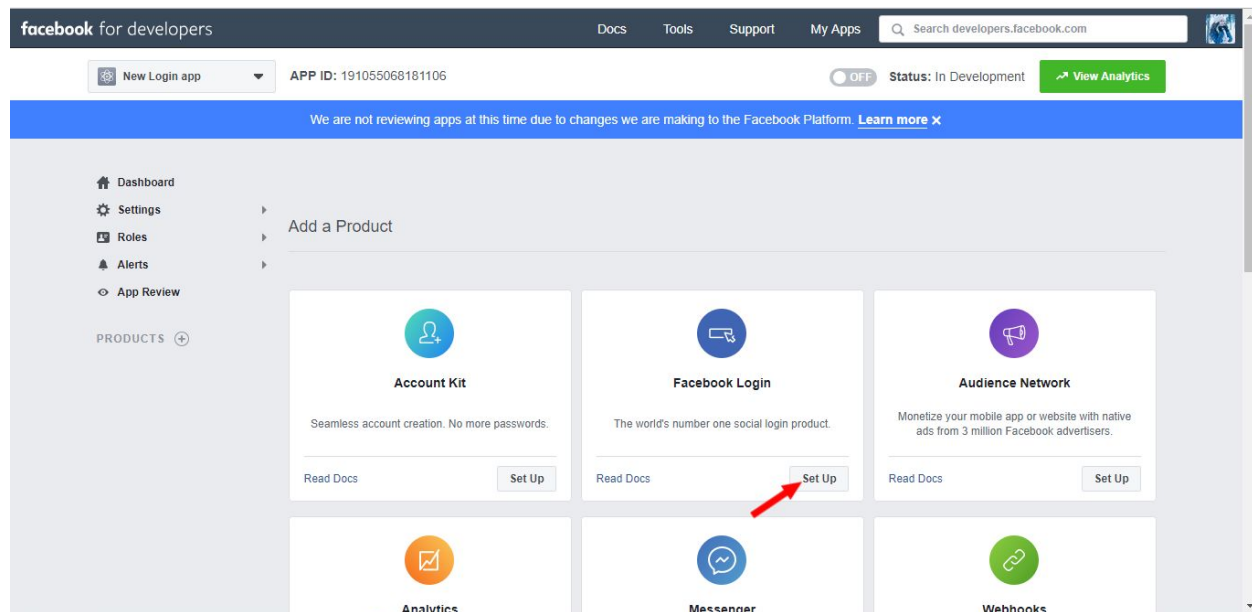 facebook for developers
Docs Tools Support My Apps Search developers.facebook.com
New Login app APP ID: 191055068181106 OFF Status: In Development View Analytics
We are not reviewing apps at this time due to changes we are making to the Facebook Platform. Learn more ×
Dashboard
Settings
Roles
Alerts
App Review
PRODUCTS
Add a Product
Account Kit
Seamless account creation. No more passwords.
Read Docs Set Up
Facebook Login
The world's number one social login product.
Read Docs Set Up
Audience Network
Monetize your mobile app or website with native
ads from 3 million Facebook advertisers.
Read Docs Set Up
Analytics
Messenger
Webhooks